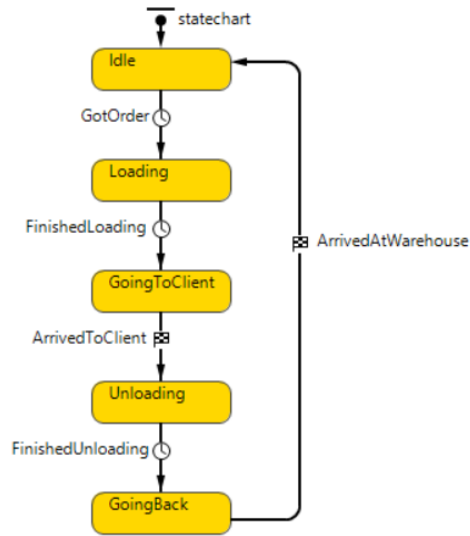 statechart
Idle
GotOrder
Loading
FinishedLoading
ArrivedAtWarehouse
GoingToClient
ArrivedToClient
Unloading
FinishedUnloading
GoingBack